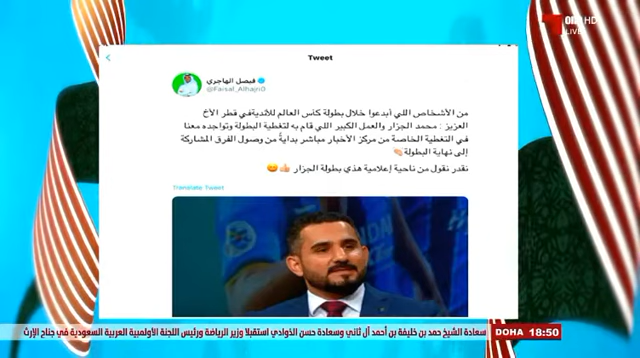 HD
LIVE
Tweet
فيصل الهاجري
@Faisal_Alhajri0
من الأشخاص اللي أبدعوا خلال بطولة كأس العالم للأنديةفي قطر الأخ
العزيز : محمد الجزار والعمل الكبير اللي قام به لتغطية البطولة وتواجده معنا
في التغطية الخاصة من مركز الأخبار مباشر بدايةً من وصول الفرق المشاركة
إلى نهاية البطولة👏🏻
نقدر نقول من ناحية إعلامية هذي بطولة الجزار 👍🏻😄
Translate Tweet
سعادة الشيخ حمد بن خليفة بن أحمد آل ثاني وسعادة حسن الذوادي استقبلا وزير الرياضة ورئيس اللجنة الأولمبية العربية السعودية في جناح الإرث
DOHA 18:50